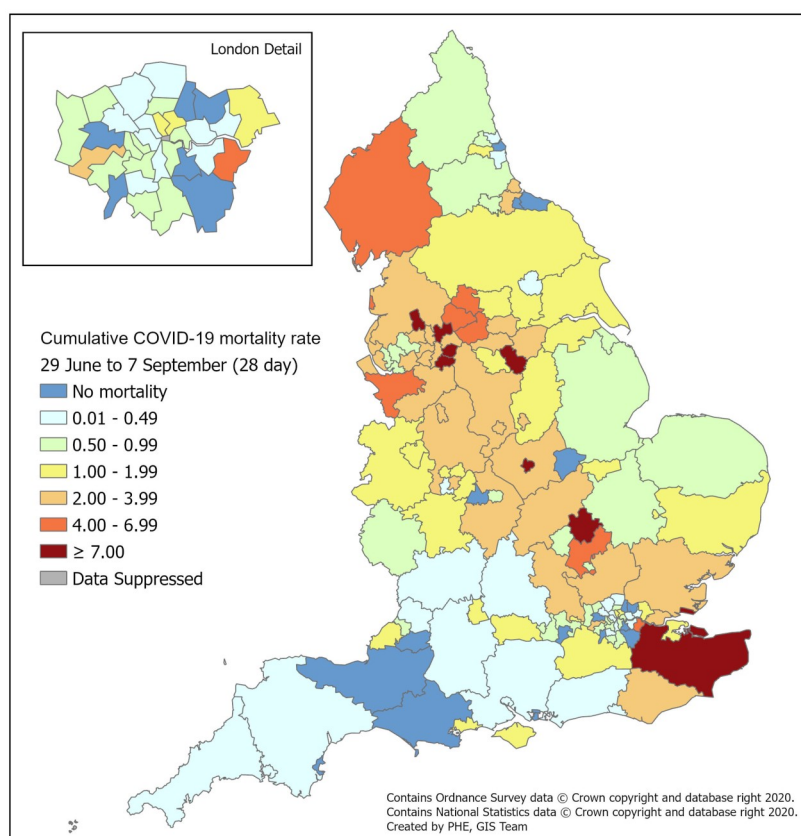 London Detail
Cumulative COVID-19 mortality rate
29 June to 7 September (28 day)
No mortality
0.01 - 0.49
0.50 - 0.99
1.00 - 1.99
2.00 - 3.99
4.00 - 6.99
≥ 7.00
Data Suppressed
Contains Ordnance Survey data © Crown copyright and database right 2020.
Contains National Statistics data © Crown copyright and database right 2020.
Created by PHE, GIS Team